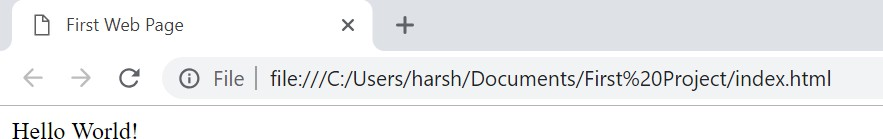 First Web Page
File file:///C:/Users/harsh/Documents/First%20Project/index.html
Hello World!